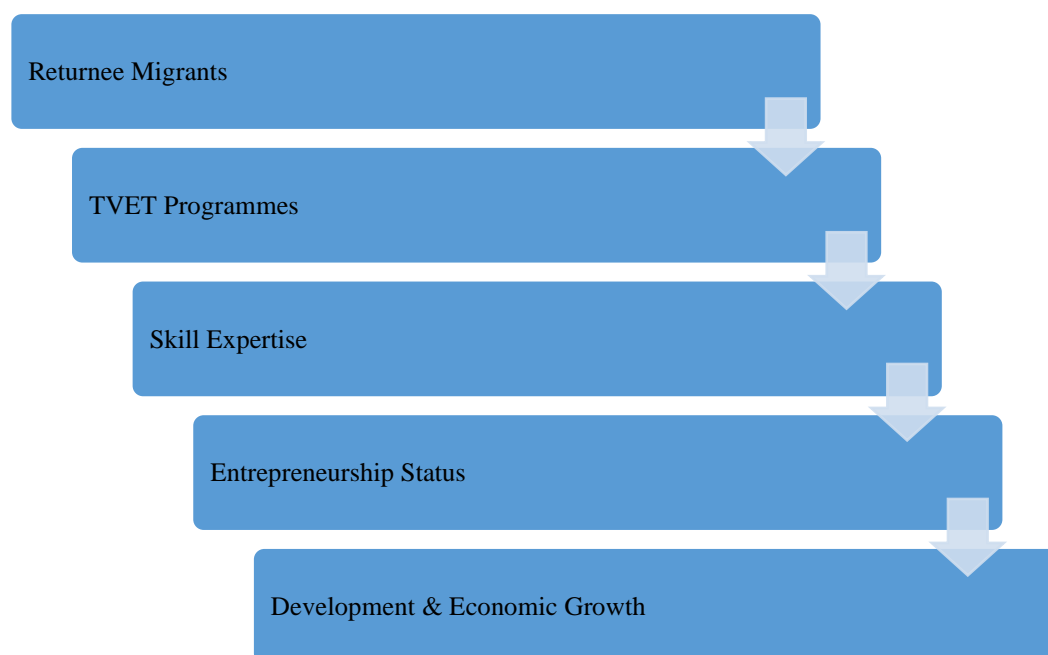 Returnee Migrants
TVET Programmes
Skill Expertise
Entrepreneurship Status
Development & Economic Growth